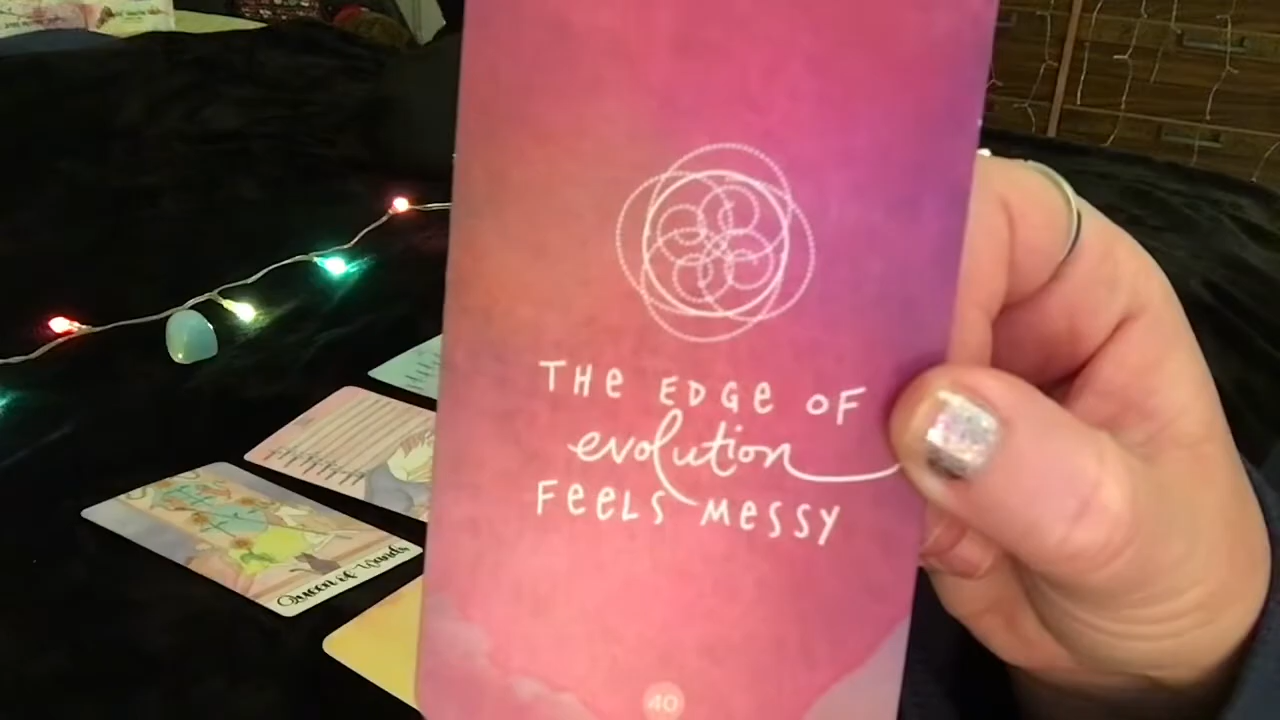 THE EDGE OF
evolution
FEELS MESSY
40
Queen of Wands